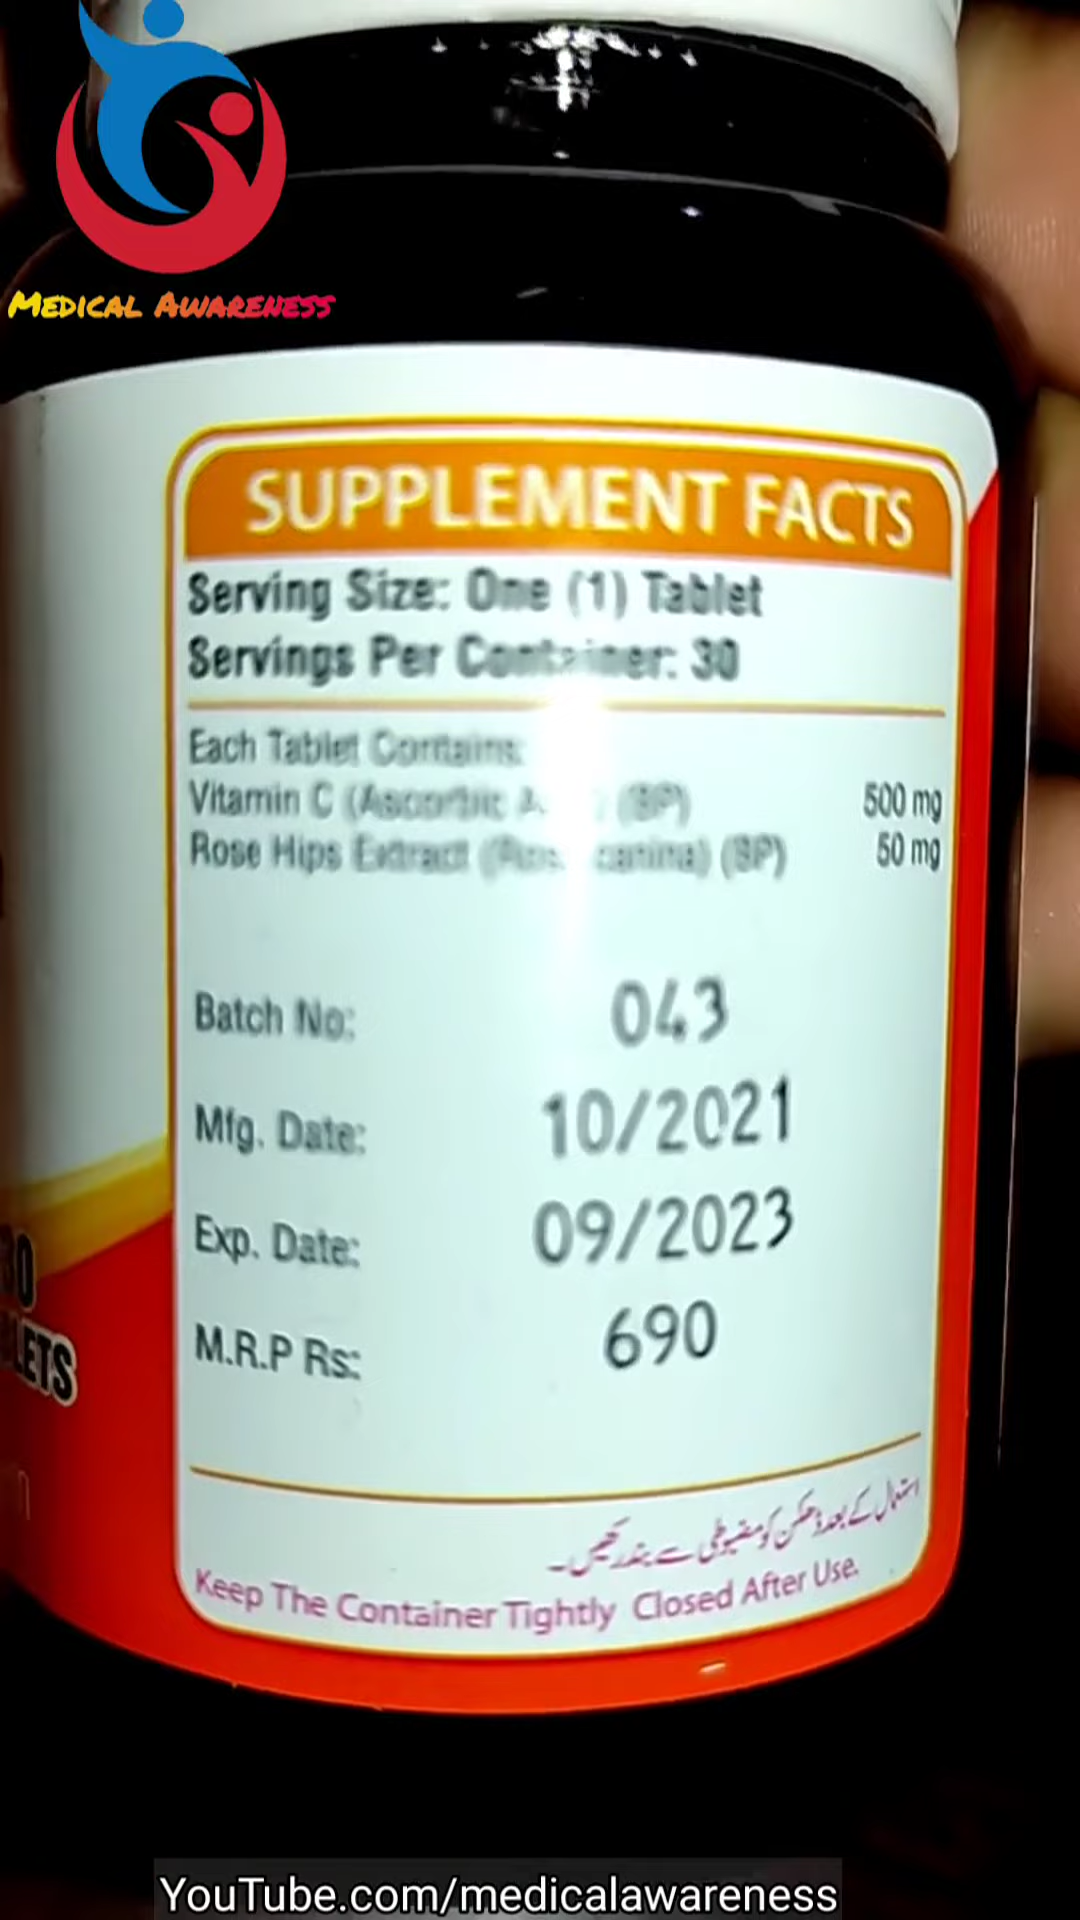 MEDICAL AWARENESS
SUPPLEMENT FACTS
Serving Size: One (1) Tablet
Servings Per Container: 30
Each Tablet Contains:
Vitamin C (Ascorbic (BP) 500 mg
Rose Hips Extract canina) (BP) 50 mg
Batch No: 043
Mfg. Date: 10/2021
Exp. Date: 09/2023
M.R.P Rs: 690
30
استعمال کے بعد ڈھکن کو مضبوطی سے بند رکھیں۔
Keep The Container Tightly Closed After Use.
YouTube.com/medicalawareness